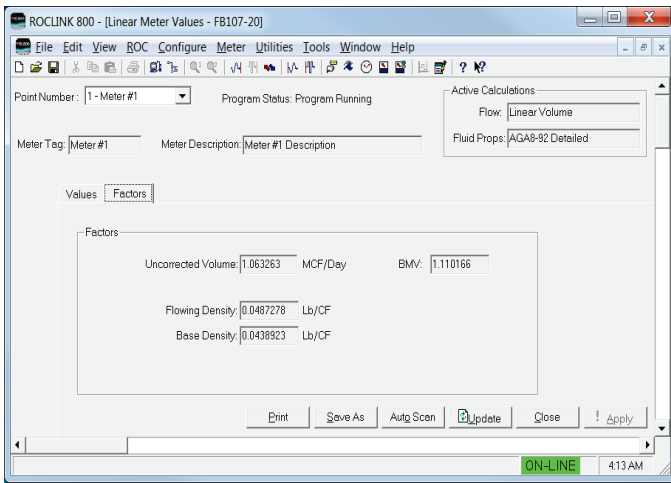 ROCLINK 800 - [Linear Meter Values - FB107-20]
File Edit View ROC Configure Meter Utilities Tools Window Help
Point Number : 1 - Meter #1 Program Status: Program Running
Active Calculations
Flow: Linear Volume
Fluid Props: AGA8-92 Detailed
Meter Tag: Meter #1 Meter Description: Meter #1 Description
Values Factors
Factors
Uncorrected Volume: 1.063263 MCF/Day BMV: 1.110166
Flowing Density: 0.0487278 Lb/CF
Base Density: 0.0438923 Lb/CF
Print Save As Auto Scan Update Close ! Apply
ON-LINE 4:13 AM